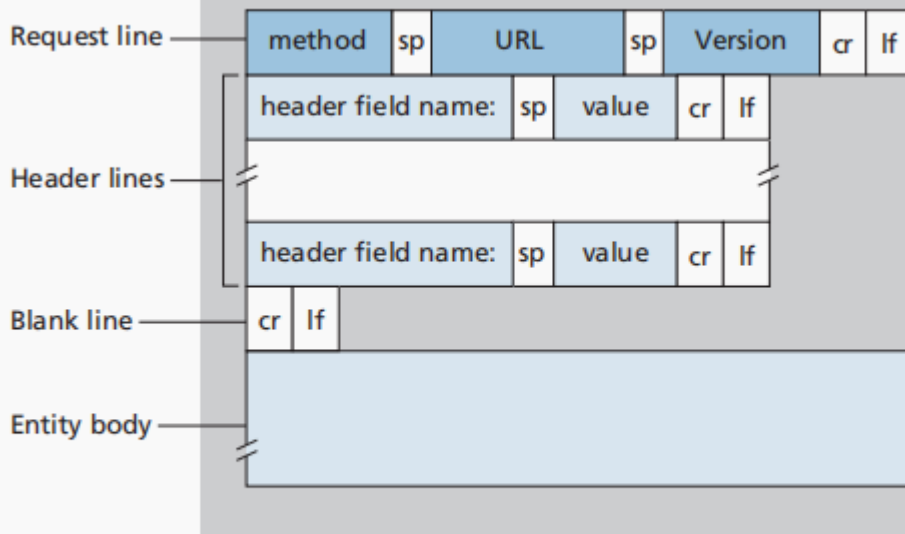 Request line method sp URL sp Version cr lf
header field name: sp value cr lf
Header lines
header field name: sp value cr lf
Blank line cr lf
Entity body